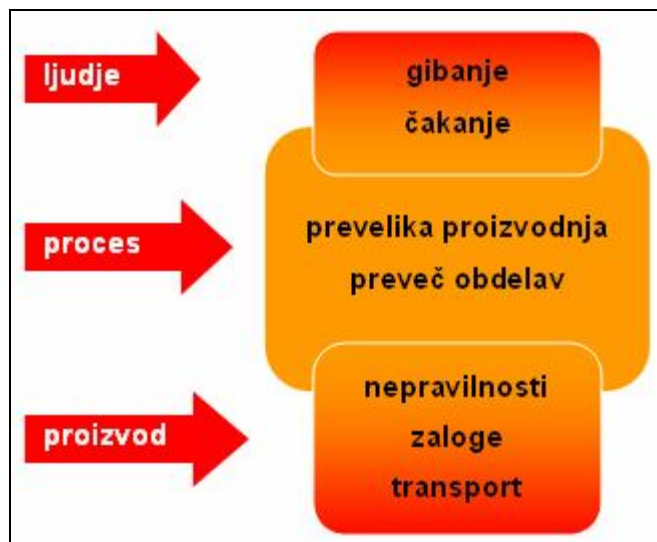 ljudje
gibanje
čakanje
proces
prevelika proizvodnja
preveč obdelav
proizvod
nepravilnosti
zaloge
transport